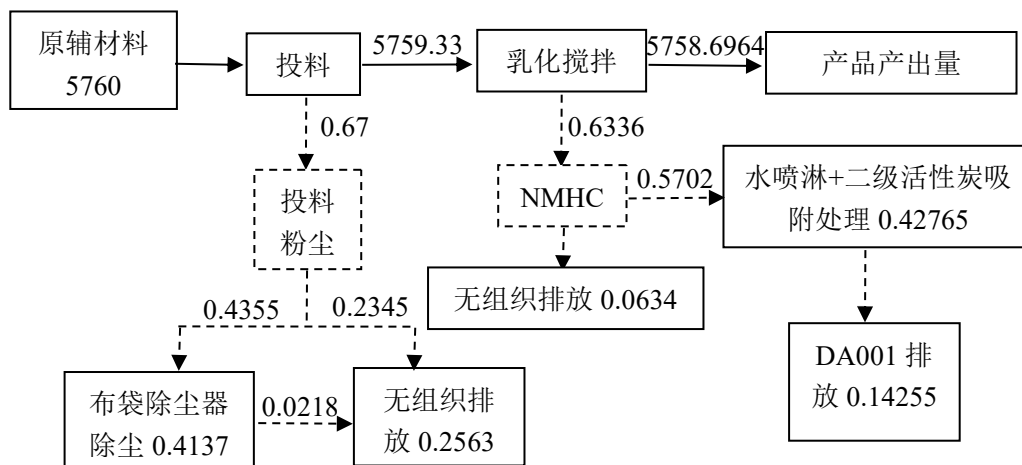 原辅材料
5760
投料
5759.33
乳化搅拌
5758.6964
产品产出量
0.67
0.6336
投料
粉尘
NMHC
0.5702
水喷淋+二级活性炭吸
附处理 0.42765
无组织排放 0.0634
0.4355
0.2345
DA001 排
放 0.14255
布袋除尘器
除尘 0.4137
0.0218
无组织排
放 0.2563